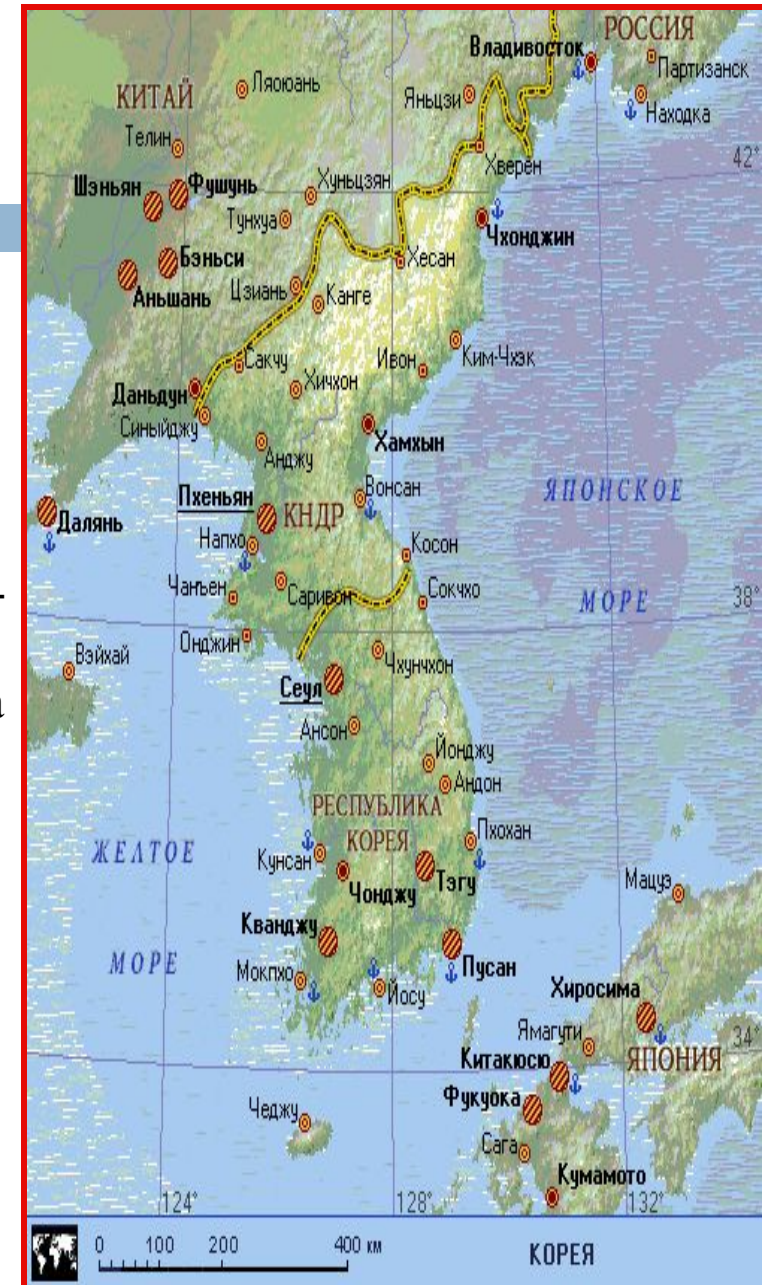 РОССИЯ
Владивосток
Партизанск
Ляоюань
КИТАЙ
Яньцзи
Находка
Телин
42°
Хверен
Шэньян
Фушунь
Хуньцзян
Тунхуа
Чхонджин
Бэньси
Хесан
Аньшань
Цзиань
Канге
Сакчу
Ивон
Ким-Чхэк
Даньдун
Хичхон
Синыйджу
Анджу
Хамхын
Пхеньян
Вонсан
ЯПОНСКОЕ
Далянь
КНДР
Напхо
Косон
-
Чанъен
Саривон
Сокчхо
МОРЕ
38°
Онджин
Вэйхай
Чхунчхон
а
Сеул
Ансон
Йонджу
Андон
РЕСПУБЛИКА
КОРЕЯ
Пхохан
ЖЕЛТОЕ
Кунсан
Чонджу
Тэгу
Мацуэ
Кванджу
МОРЕ
Мокпхо
Йосу
Пусан
Хиросима
Ямагути
34°
Китакюсю
ЯПОНИЯ
Фукуока
Чеджу
Сага
Кумамото
124°
128°
132°
0 100 200 400 км
КОРЕЯ